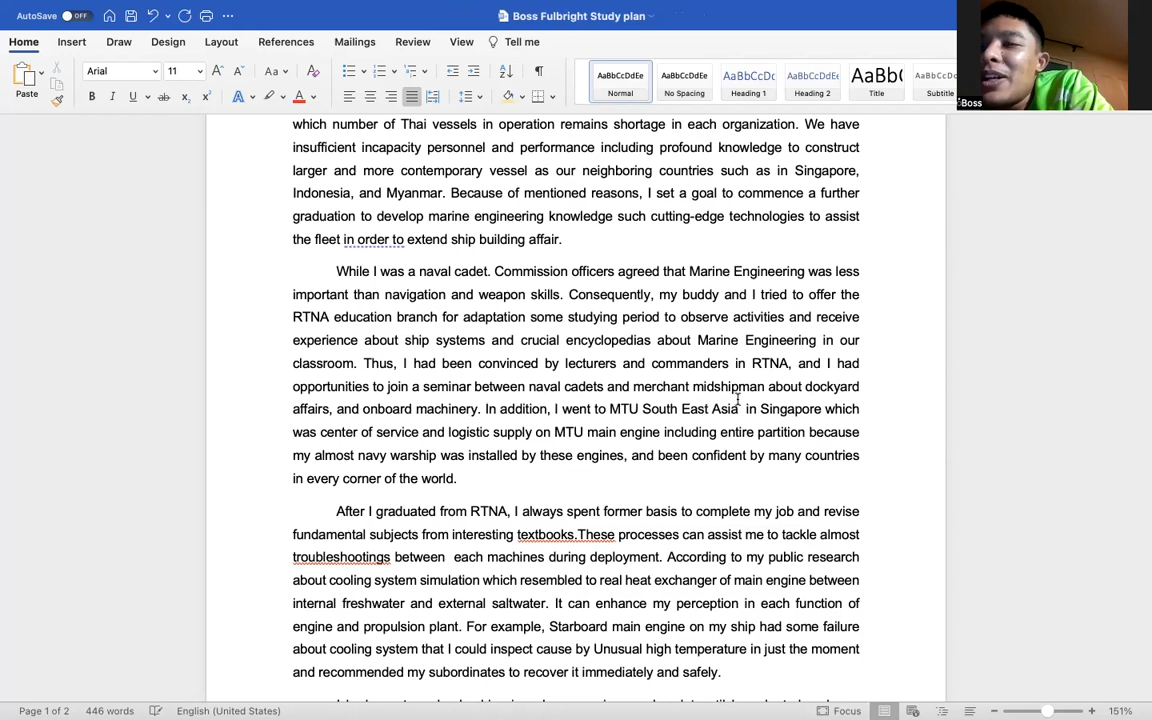 AutoSave OFF Boss Fulbright Study plan
Home Insert Draw Design Layout References Mailings Review View Tell me
Paste Arial 11 Aa AaBbCcDdEe AaBbCcDdEe AaBbCcDc AaBbCcDdEe AaBb( AaBbCcDd
B I U ab x₂ x² A A Normal No Spacing Heading 1 Heading 2 Title Subtitle
Boss
which number of Thai vessels in operation remains shortage in each organization. We have
insufficient incapacity personnel and performance including profound knowledge to construct
larger and more contemporary vessel as our neighboring countries such as in Singapore,
Indonesia, and Myanmar. Because of mentioned reasons, I set a goal to commence a further
graduation to develop marine engineering knowledge such cutting-edge technologies to assist
the fleet in order to extend ship building affair.
While I was a naval cadet. Commission officers agreed that Marine Engineering was less
important than navigation and weapon skills. Consequently, my buddy and I tried to offer the
RTNA education branch for adaptation some studying period to observe activities and receive
experience about ship systems and crucial encyclopedias about Marine Engineering in our
classroom. Thus, I had been convinced by lecturers and commanders in RTNA, and I had
opportunities to join a seminar between naval cadets and merchant midshipman about dockyard
affairs, and onboard machinery. In addition, I went to MTU South East Asia in Singapore which
was center of service and logistic supply on MTU main engine including entire partition because
my almost navy warship was installed by these engines, and been confident by many countries
in every corner of the world.
After I graduated from RTNA, I always spent former basis to complete my job and revise
fundamental subjects from interesting textbooks.These processes can assist me to tackle almost
troubleshootings between each machines during deployment. According to my public research
about cooling system simulation which resembled to real heat exchanger of main engine between
internal freshwater and external saltwater. It can enhance my perception in each function of
engine and propulsion plant. For example, Starboard main engine on my ship had some failure
about cooling system that I could inspect cause by Unusual high temperature in just the moment
and recommended my subordinates to recover it immediately and safely.
Page 1 of 2 446 words English (United States) Focus 151%